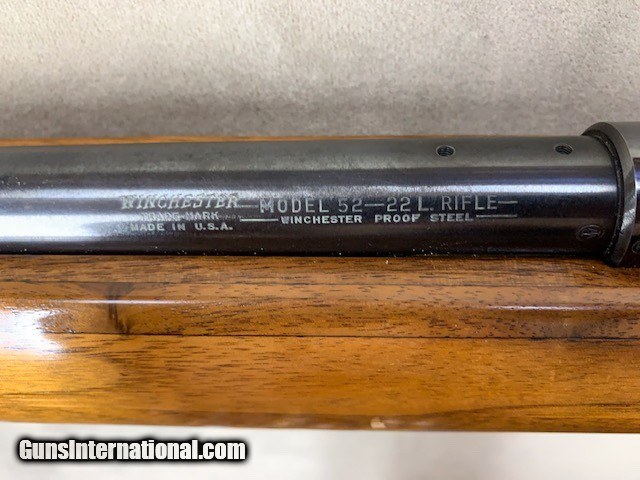 WINCHESTER
TRADE MARK
MADE IN U.S.A.
—MODEL 52—22 L. RIFLE—
—WINCHESTER PROOF STEEL—
GunsInternational.com